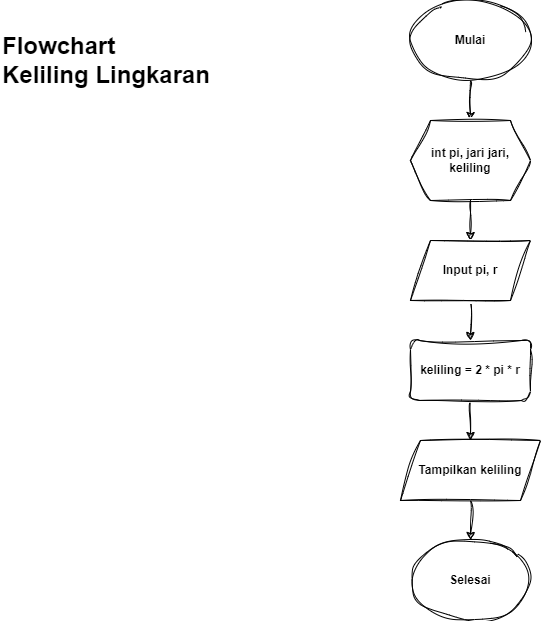 Flowchart
Keliling Lingkaran
Mulai
int pi, jari jari,
keliling
Input pi, r
keliling = 2 * pi * r
Tampilkan keliling
Selesai